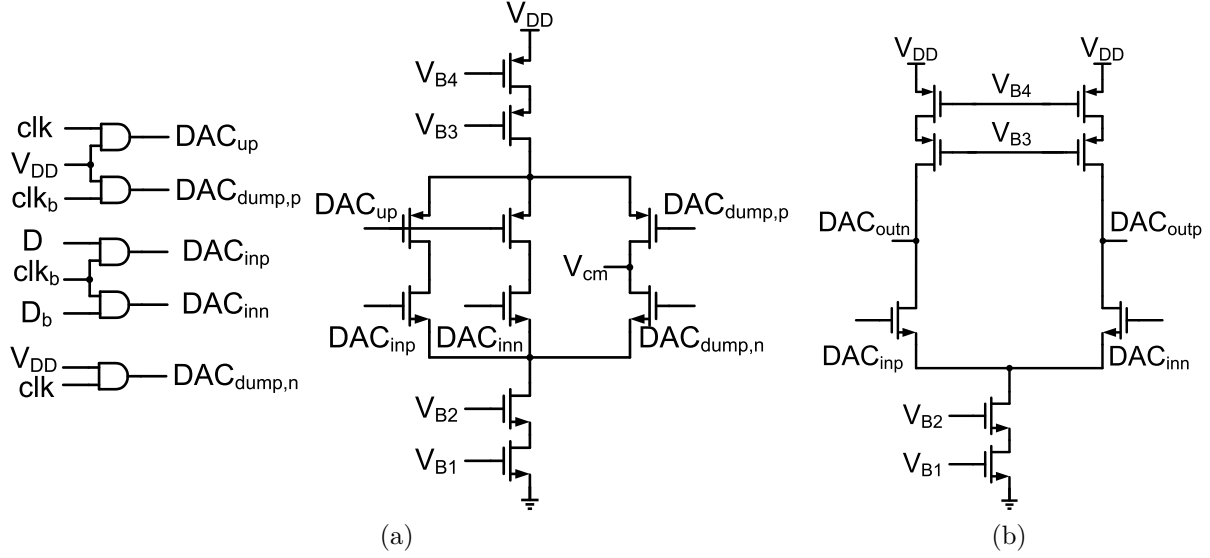 clk
V_DD
clk_b
DAC_up
DAC_dump,p
D
clk_b
D_b
DAC_inp
DAC_inn
V_DD
clk
DAC_dump,n
V_DD
V_B4
V_B3
DAC_up
DAC_dump,p
V_cm
DAC_inp
DAC_inn
DAC_dump,n
V_B2
V_B1
(a)
V_DD
V_DD
V_B4
V_B3
DAC_outn
DAC_outp
DAC_inp
DAC_inn
V_B2
V_B1
(b)